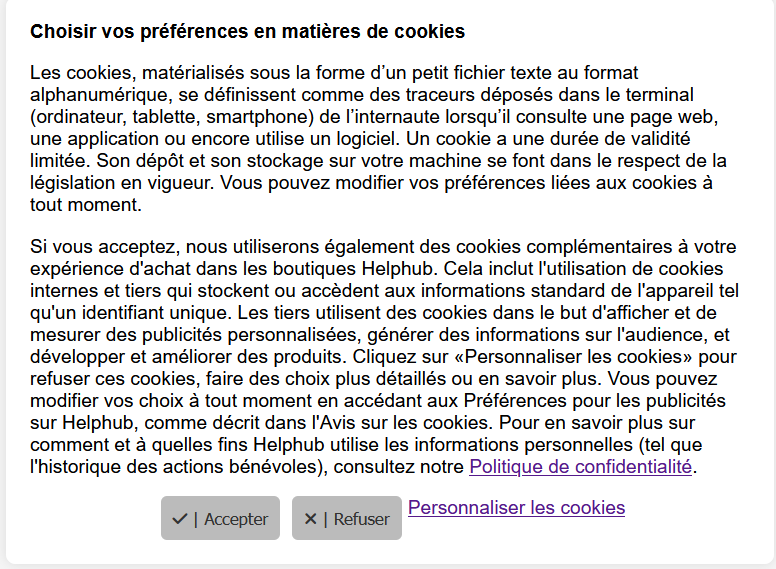 Choisir vos préférences en matières de cookies
Les cookies, matérialisés sous la forme d’un petit fichier texte au format
alphanumérique, se définissent comme des traceurs déposés dans le terminal
(ordinateur, tablette, smartphone) de l’internaute lorsqu’il consulte une page web,
une application ou encore utilise un logiciel. Un cookie a une durée de validité
limitée. Son dépôt et son stockage sur votre machine se font dans le respect de la
législation en vigueur. Vous pouvez modifier vos préférences liées aux cookies à
tout moment.
Si vous acceptez, nous utiliserons également des cookies complémentaires à votre
expérience d'achat dans les boutiques Helphub. Cela inclut l'utilisation de cookies
internes et tiers qui stockent ou accèdent aux informations standard de l'appareil tel
qu'un identifiant unique. Les tiers utilisent des cookies dans le but d'afficher et de
mesurer des publicités personnalisées, générer des informations sur l'audience, et
développer et améliorer des produits. Cliquez sur «Personnaliser les cookies» pour
refuser ces cookies, faire des choix plus détaillés ou en savoir plus. Vous pouvez
modifier vos choix à tout moment en accédant aux Préférences pour les publicités
sur Helphub, comme décrit dans l'Avis sur les cookies. Pour en savoir plus sur
comment et à quelles fins Helphub utilise les informations personnelles (tel que
l'historique des actions bénévoles), consultez notre Politique de confidentialité.
✓ | Accepter ✕ | Refuser Personnaliser les cookies